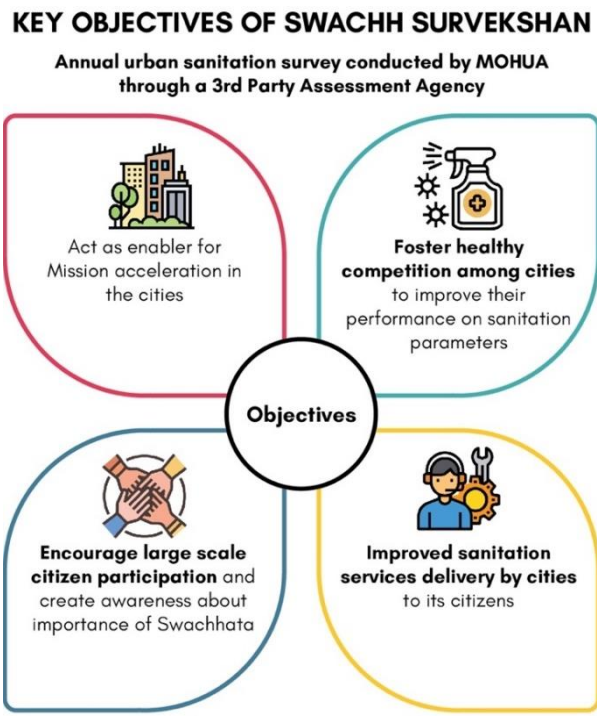 KEY OBJECTIVES OF SWACHH SURVEKSHAN
Annual urban sanitation survey conducted by MOHUA
through a 3rd Party Assessment Agency
Act as enabler for
Mission acceleration in
the cities
Foster healthy
competition among cities
to improve their
performance on sanitation
parameters
Objectives
Encourage large scale
citizen participation and
create awareness about
importance of Swachhata
Improved sanitation
services delivery by cities
to its citizens